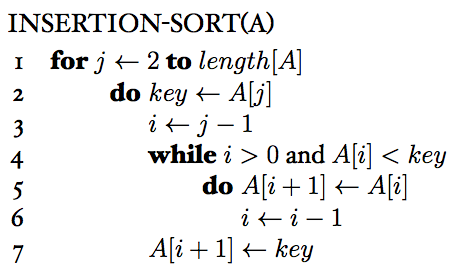 INSERTION-SORT(A)
1 for j ← 2 to length[A]
2 do key ← A[j]
3 i ← j − 1
4 while i > 0 and A[i] < key
5 do A[i + 1] ← A[i]
6 i ← i − 1
7 A[i + 1] ← key